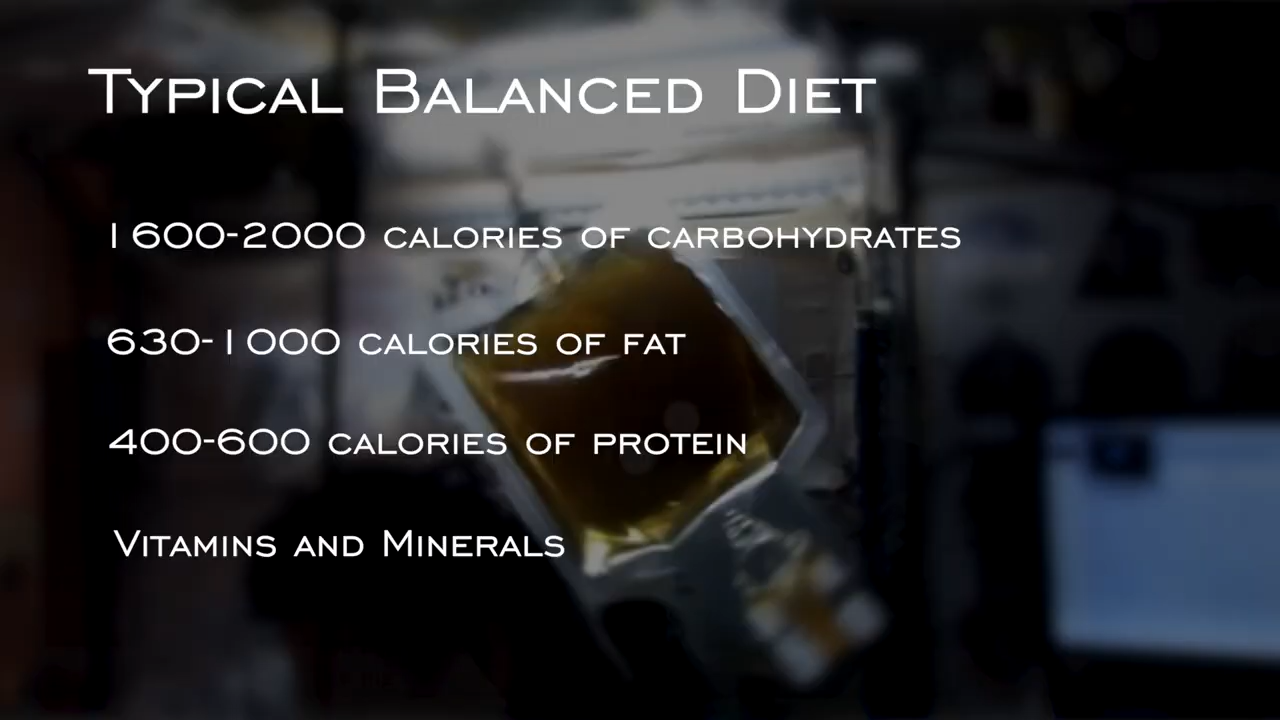 Typical Balanced Diet
1600-2000 calories of carbohydrates
630-1000 calories of fat
400-600 calories of protein
Vitamins and Minerals